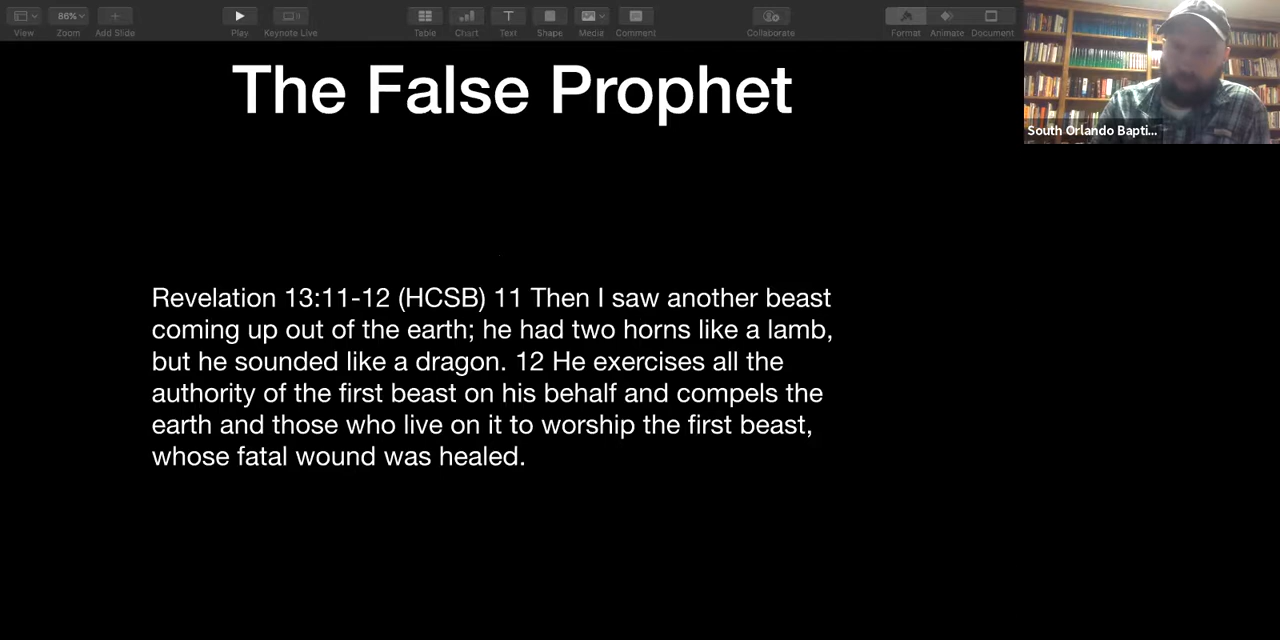 View
86%
Zoom
Add Slide
Play
Keynote Live
Table
Chart
T
Text
Shape
Media
Comment
Collaborate
Format
Animate
Document
The False Prophet
South Orlando Bapti...
Revelation 13:11-12 (HCSB) 11 Then I saw another beast
coming up out of the earth; he had two horns like a lamb,
but he sounded like a dragon. 12 He exercises all the
authority of the first beast on his behalf and compels the
earth and those who live on it to worship the first beast,
whose fatal wound was healed.